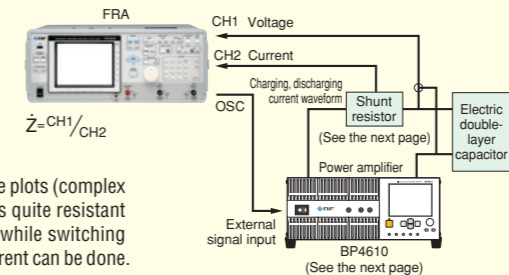 FRA
CH1 Voltage
CH2 Current
Charging, discharging
current waveform
OSC
Shunt
resistor
(See the next page)
Electric
double-
layer
capacitor
Ż=CH1/CH2
Power amplifier
e plots (complex
s quite resistant
while switching
rrent can be done.
External
signal input
BP4610
(See the next page)